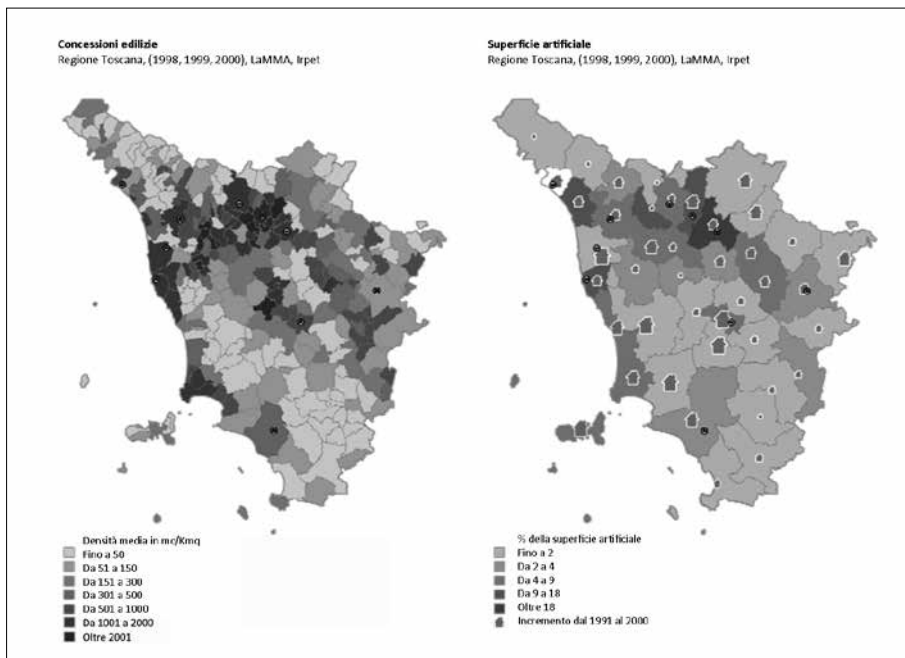 Concessioni edilizie
Regione Toscana, (1998, 1999, 2000), LaMMA, Irpet
Densità media in mc/Kmq
Fino a 50
Da 51 a 150
Da 151 a 300
Da 301 a 500
Da 501 a 1000
Da 1001 a 2000
Oltre 2001
Superficie artificiale
Regione Toscana, (1998, 1999, 2000), LaMMA, Irpet
% della superficie artificiale
Fino a 2
Da 2 a 4
Da 4 a 9
Da 9 a 18
Oltre 18
Incremento dal 1991 al 2000